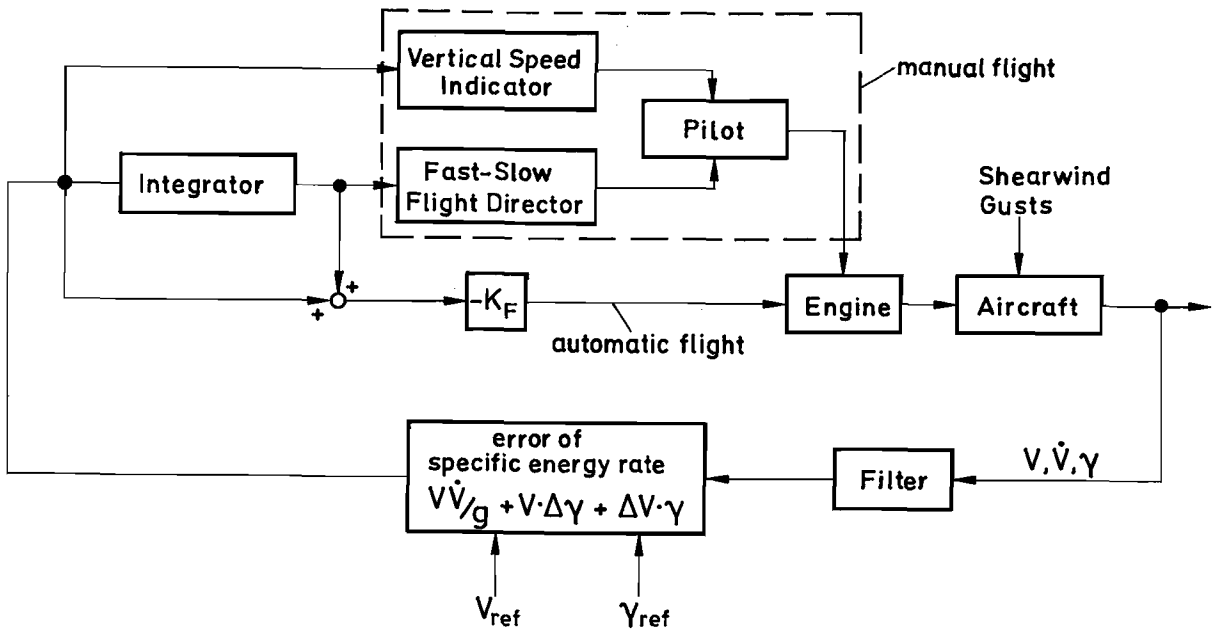 Vertical Speed
Indicator
manual flight
Pilot
Integrator
Fast-Slow
Flight Director
Shearwind
Gusts
+
+
-K_F
Engine
Aircraft
automatic flight
error of
specific energy rate
VV̇/g + V·Δγ + ΔV·γ
Filter
V, V̇, γ
V_ref
γ_ref